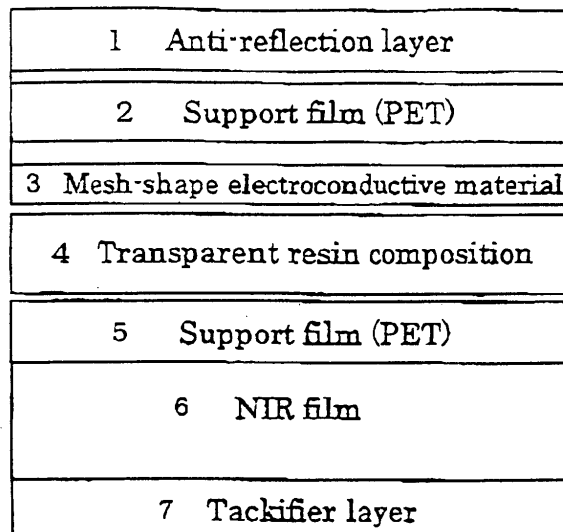 1 Anti-reflection layer
2 Support film (PET)
3 Mesh-shape electroconductive material
4 Transparent resin composition
5 Support film (PET)
6 NIR film
7 Tackifier layer